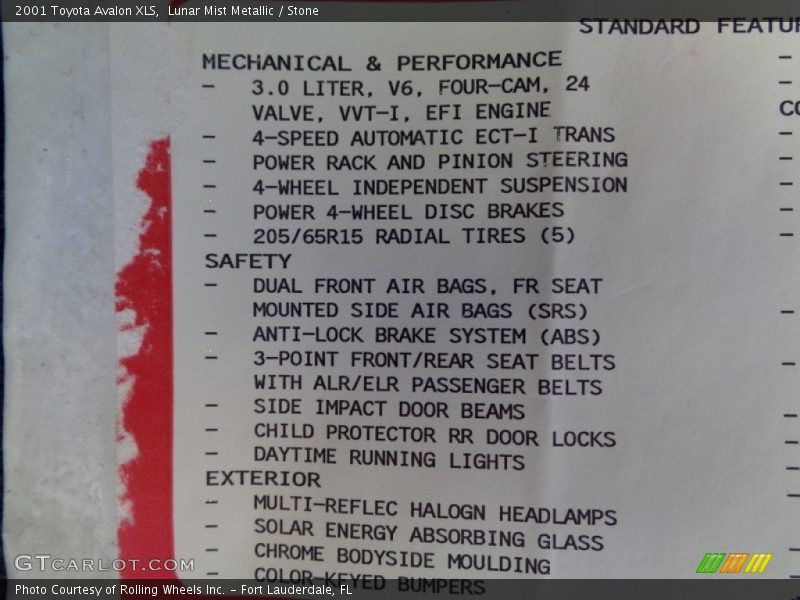 2001 Toyota Avalon XLS,  Lunar Mist Metallic / Stone
STANDARD FEATUR
MECHANICAL & PERFORMANCE
- 3.0 LITER, V6, FOUR-CAM, 24
VALVE, VVT-I, EFI ENGINE
- 4-SPEED AUTOMATIC ECT-I TRANS
- POWER RACK AND PINION STEERING
- 4-WHEEL INDEPENDENT SUSPENSION
- POWER 4-WHEEL DISC BRAKES
- 205/65R15 RADIAL TIRES (5)
SAFETY
- DUAL FRONT AIR BAGS, FR SEAT
MOUNTED SIDE AIR BAGS (SRS)
- ANTI-LOCK BRAKE SYSTEM (ABS)
- 3-POINT FRONT/REAR SEAT BELTS
WITH ALR/ELR PASSENGER BELTS
- SIDE IMPACT DOOR BEAMS
- CHILD PROTECTOR RR DOOR LOCKS
- DAYTIME RUNNING LIGHTS
EXTERIOR
- MULTI-REFLEC HALOGN HEADLAMPS
- SOLAR ENERGY ABSORBING GLASS
- CHROME BODYSIDE MOULDING
- COLOR-KEYED BUMPERS
CO
GTCARLOT.COM
Photo Courtesy of Rolling Wheels Inc. - Fort Lauderdale, FL